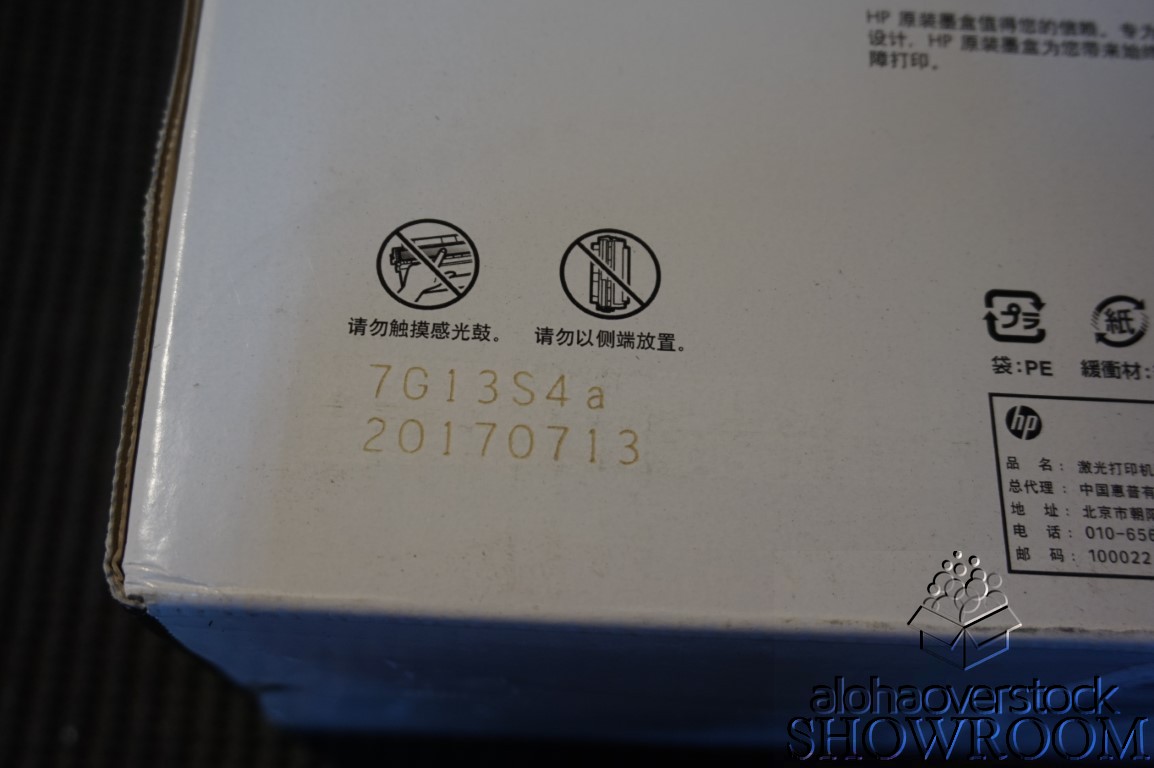 HP 原装墨盒值得您的信赖。专为
设计，HP 原装墨盒为您带来始终
障打印。
请勿触摸感光鼓。
请勿以侧端放置。
7G13S4a
20170713
プラ
紙
袋:PE
緩衝材:
hp
品 名: 激光打印机
总代理: 中国惠普有
地 址: 北京市朝阳
电 话: 010-656
邮 码: 100022
alohaoverstock
SHOWROOM